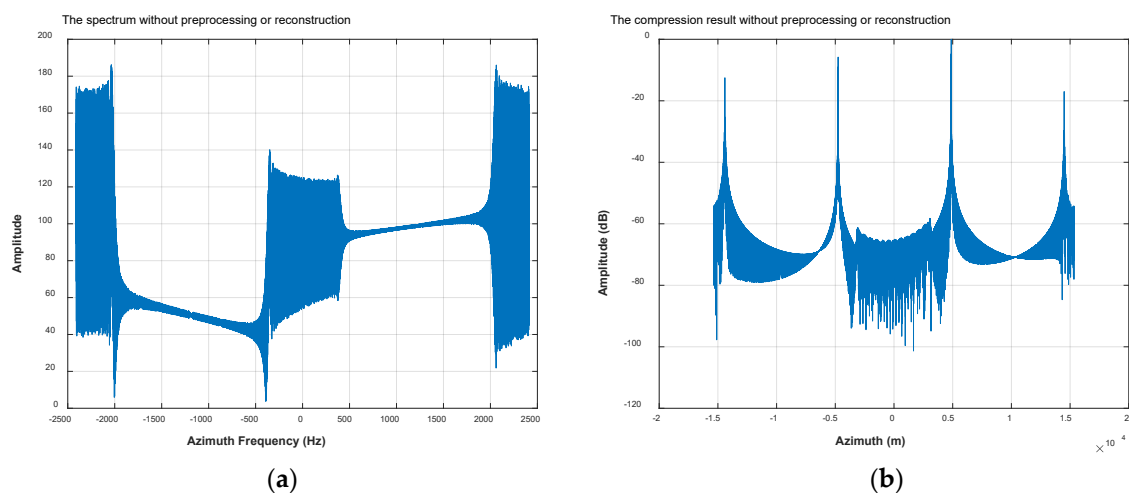 The spectrum without preprocessing or reconstruction
200
180
160
140
120
100
80
60
40
20
0
Amplitude
-2500 -2000 -1500 -1000 -500 0 500 1000 1500 2000 2500
Azimuth Frequency (Hz)
(a)
The compression result without preprocessing or reconstruction
0
-20
-40
-60
-80
-100
-120
Amplitude (dB)
-2 -1.5 -1 -0.5 0 0.5 1 1.5 2
Azimuth (m)
× 10 4
(b)